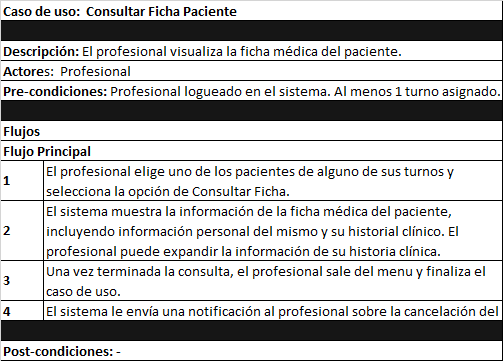 Caso de uso: Consultar Ficha Paciente
Descripción: El profesional visualiza la ficha médica del paciente.
Actores: Profesional
Pre-condiciones: Profesional logueado en el sistema. Al menos 1 turno asignado.
Flujos
Flujo Principal
1 El profesional elige uno de los pacientes de alguno de sus turnos y
selecciona la opción de Consultar Ficha.
2 El sistema muestra la información de la ficha médica del paciente,
incluyendo información personal del mismo y su historial clínico. El
profesional puede expandir la información de su historia clínica.
3 Una vez terminada la consulta, el profesional sale del menu y finaliza el
caso de uso.
4 El sistema le envía una notificación al profesional sobre la cancelación del
Post-condiciones: -